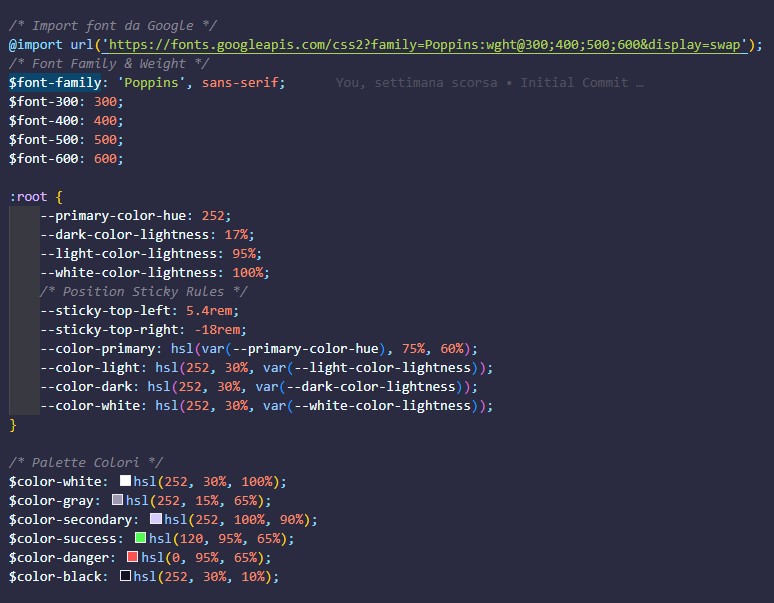 /* Import font da Google */
@import url('https://fonts.googleapis.com/css2?family=Poppins:wght@300;400;500;600&display=swap');
/* Font Family & Weight */
$font-family: 'Poppins', sans-serif; You, settimana scorsa • Initial Commit …
$font-300: 300;
$font-400: 400;
$font-500: 500;
$font-600: 600;
:root {
--primary-color-hue: 252;
--dark-color-lightness: 17%;
--light-color-lightness: 95%;
--white-color-lightness: 100%;
/* Position Sticky Rules */
--sticky-top-left: 5.4rem;
--sticky-top-right: -18rem;
--color-primary: hsl(var(--primary-color-hue), 75%, 60%);
--color-light: hsl(252, 30%, var(--light-color-lightness));
--color-dark: hsl(252, 30%, var(--dark-color-lightness));
--color-white: hsl(252, 30%, var(--white-color-lightness));
}
/* Palette Colori */
$color-white: hsl(252, 30%, 100%);
$color-gray: hsl(252, 15%, 65%);
$color-secondary: hsl(252, 100%, 90%);
$color-success: hsl(120, 95%, 65%);
$color-danger: hsl(0, 95%, 65%);
$color-black: hsl(252, 30%, 10%);